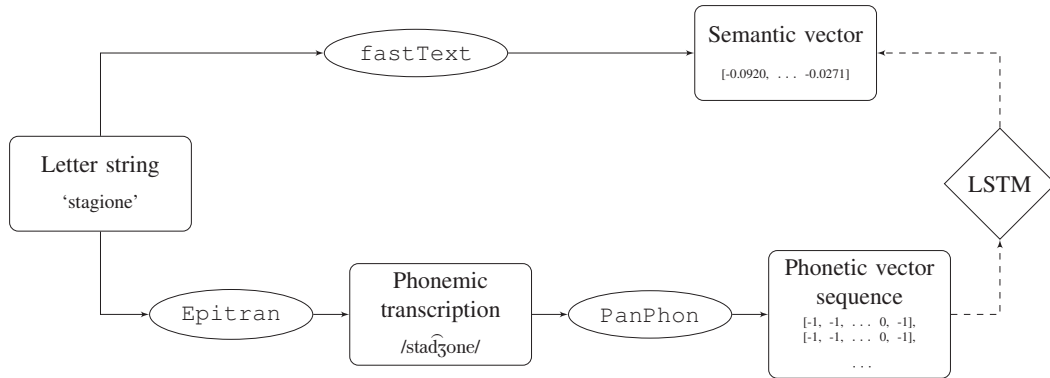 fastText
Semantic vector
[-0.0920, ... -0.0271]
Letter string
‘stagione’
LSTM
Epitran
Phonemic
transcription
/stad͡ʒone/
PanPhon
Phonetic vector
sequence
[-1, -1, ... 0, -1],
[-1, -1, ... 0, -1],
...